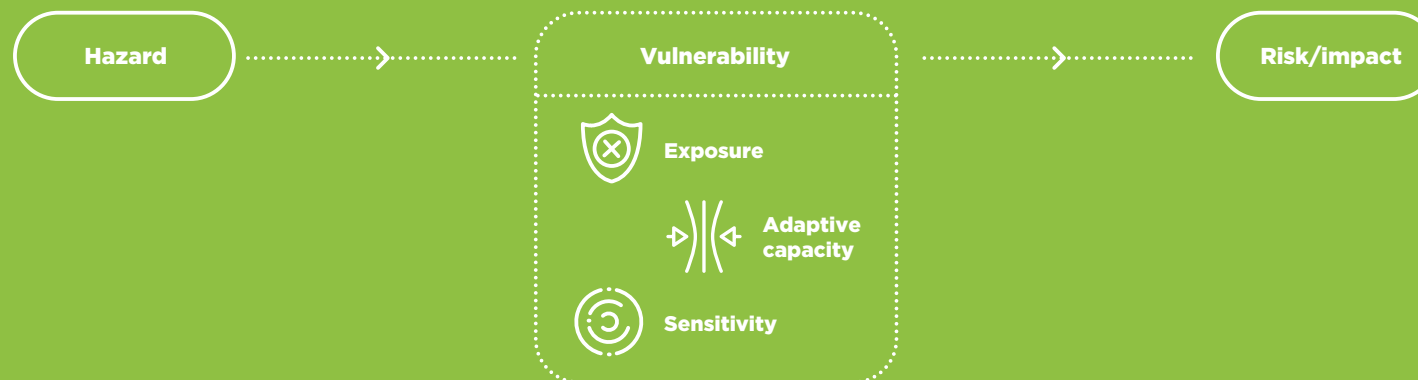 Hazard
Vulnerability
Risk/impact
Exposure
Adaptive
capacity
Sensitivity